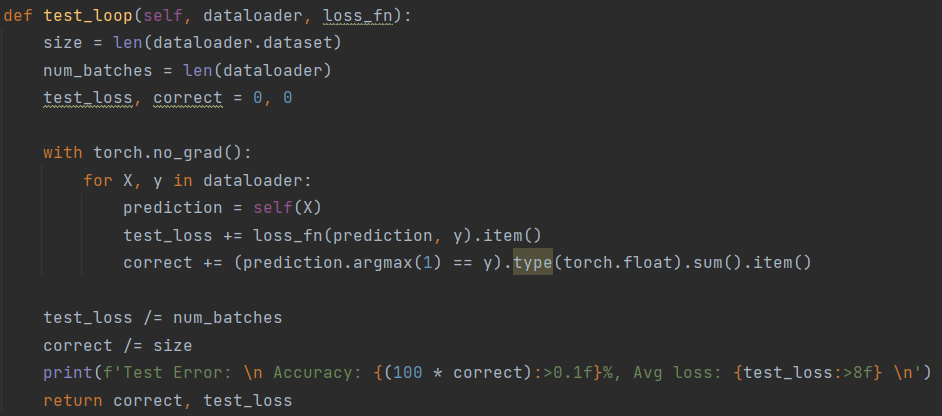 def test_loop(self, dataloader, loss_fn):
    size = len(dataloader.dataset)
    num_batches = len(dataloader)
    test_loss, correct = 0, 0

    with torch.no_grad():
        for X, y in dataloader:
            prediction = self(X)
            test_loss += loss_fn(prediction, y).item()
            correct += (prediction.argmax(1) == y).type(torch.float).sum().item()

    test_loss /= num_batches
    correct /= size
    print(f'Test Error: \n Accuracy: {(100 * correct):>0.1f}%, Avg loss: {test_loss:>8f} \n')
    return correct, test_loss